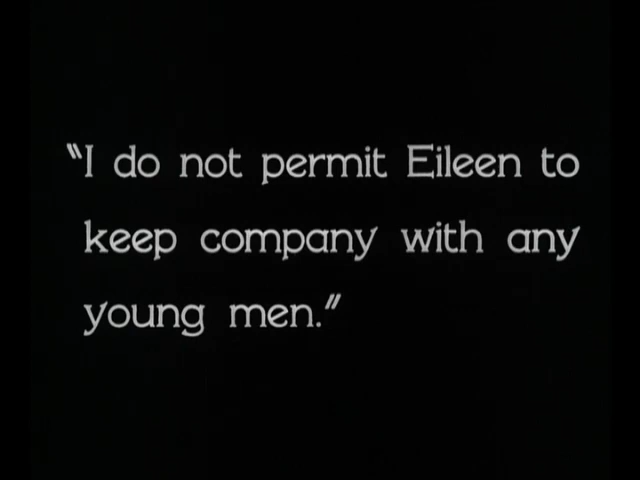 "I do not permit Eileen to
keep company with any
young men."